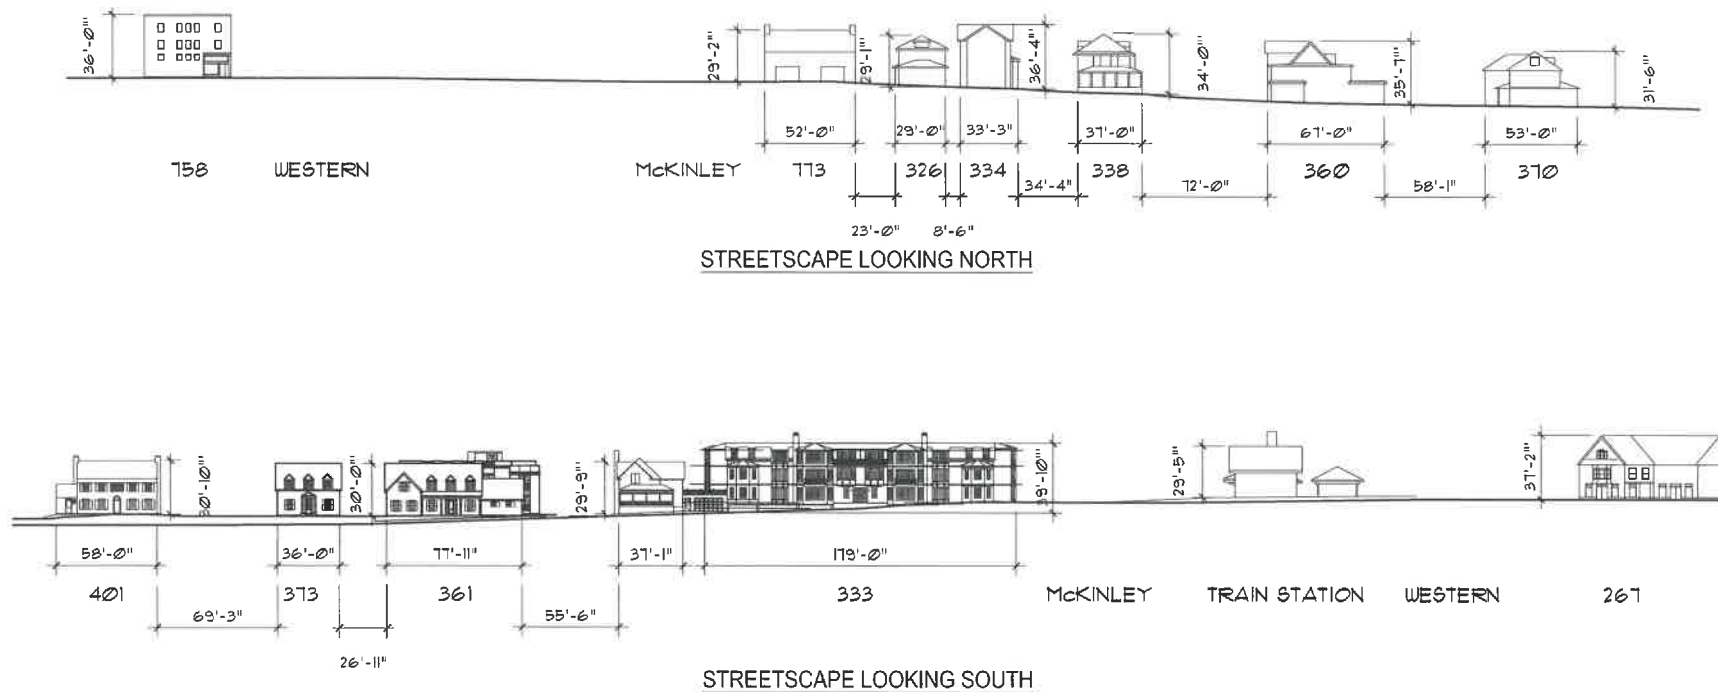 36'-0"
29'-2"
29'-1"
36'-4"
34'-0"
35'-7"
31'-6"
52'-0" 29'-0" 33'-3" 37'-0" 67'-0" 53'-0"
758 WESTERN McKINLEY 773 326 334 338 360 370
34'-4" 72'-0" 58'-1"
23'-0" 8'-6"
STREETSCAPE LOOKING NORTH
30'-0"
29'-9"
39'-10"
29'-5"
37'-2"
58'-0" 36'-0" 77'-11" 37'-1" 179'-0"
401 373 361 333 McKINLEY TRAIN STATION WESTERN 267
69'-3" 55'-6"
26'-11"
STREETSCAPE LOOKING SOUTH